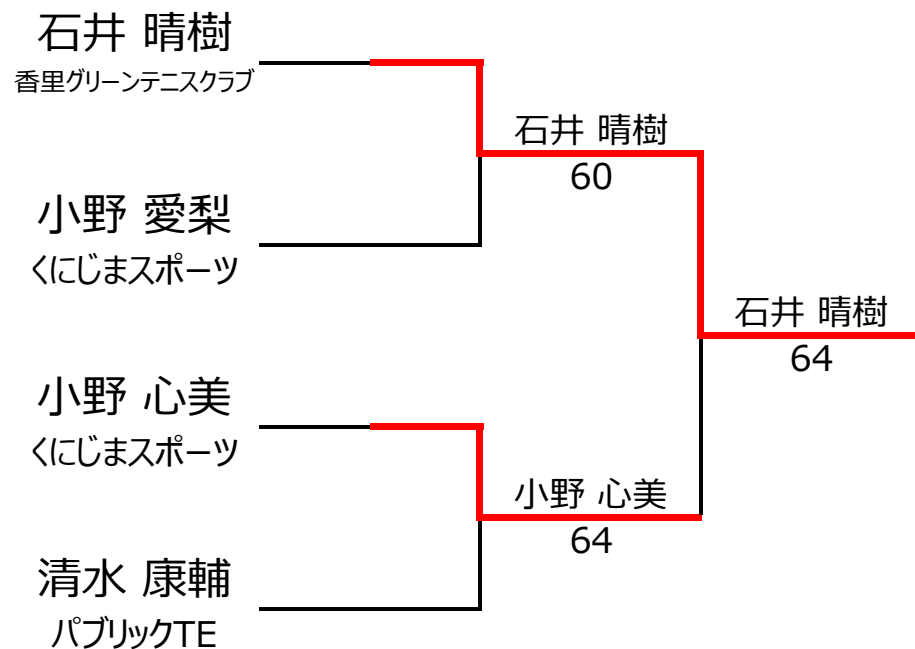 石井 晴樹
香里グリーンテニスクラブ
石井 晴樹
60
小野 愛梨
くにじまスポーツ
石井 晴樹
64
小野 心美
くにじまスポーツ
小野 心美
64
清水 康輔
パブリックTE